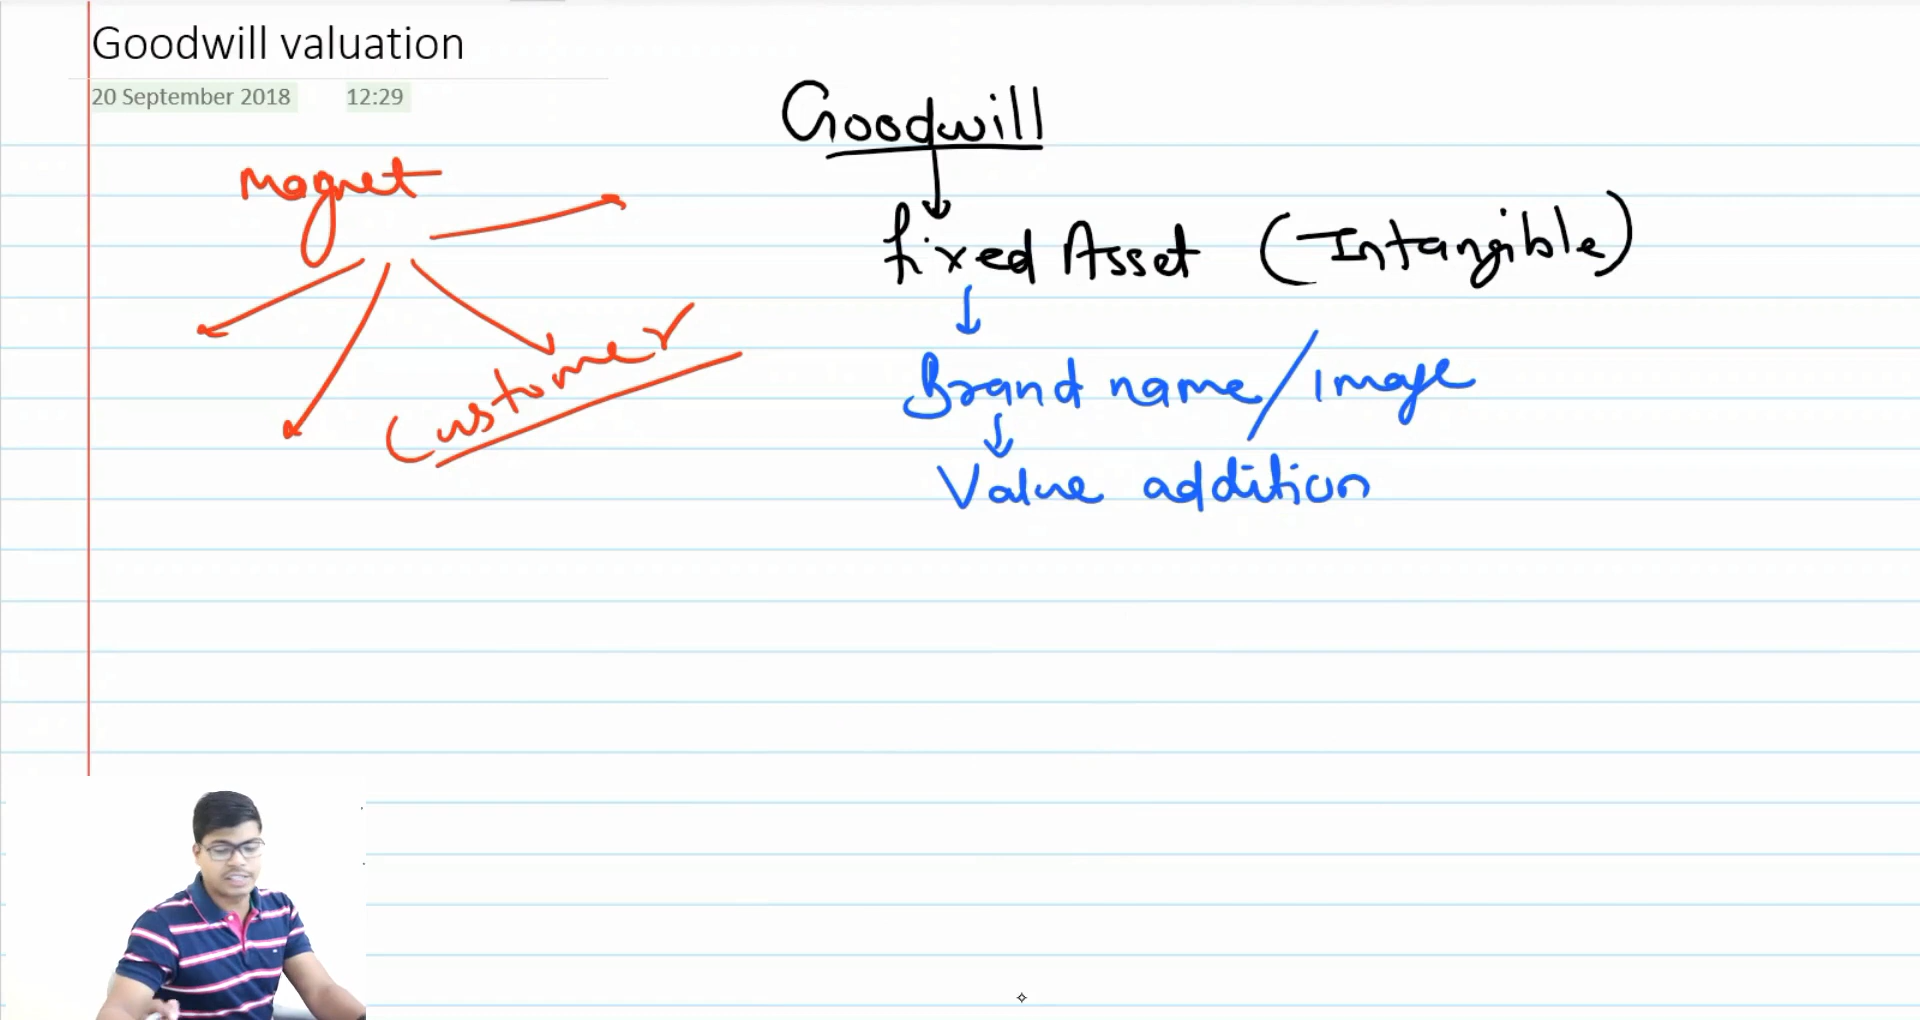 Goodwill valuation
20 September 2018 12:29
Goodwill
Magnet
Fixed Asset (Intangible)
Customer
Brand name/Image
Value addition